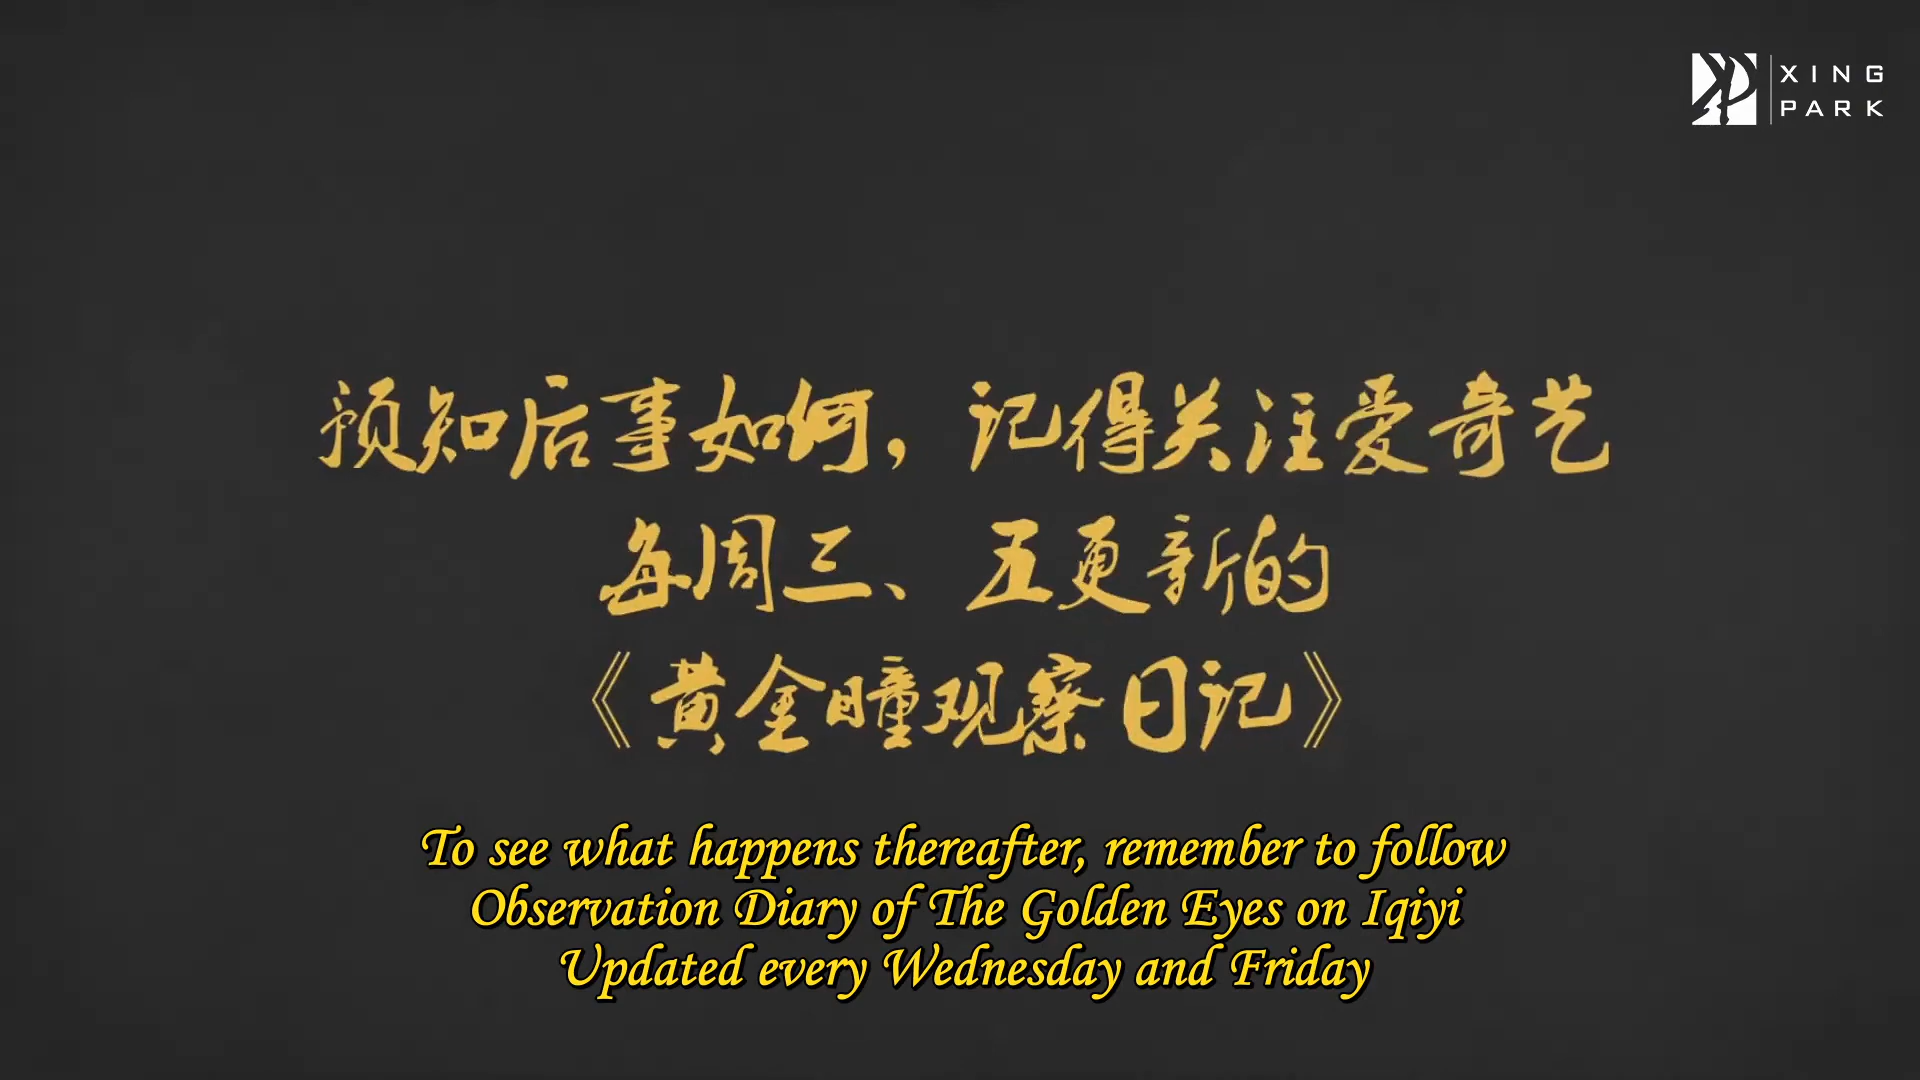 XING
PARK
预知后事如何，记得关注爱奇艺
每周三、五更新的
《黄金瞳观察日记》
To see what happens thereafter, remember to follow
Observation Diary of The Golden Eyes on Iqiyi
Updated every Wednesday and Friday